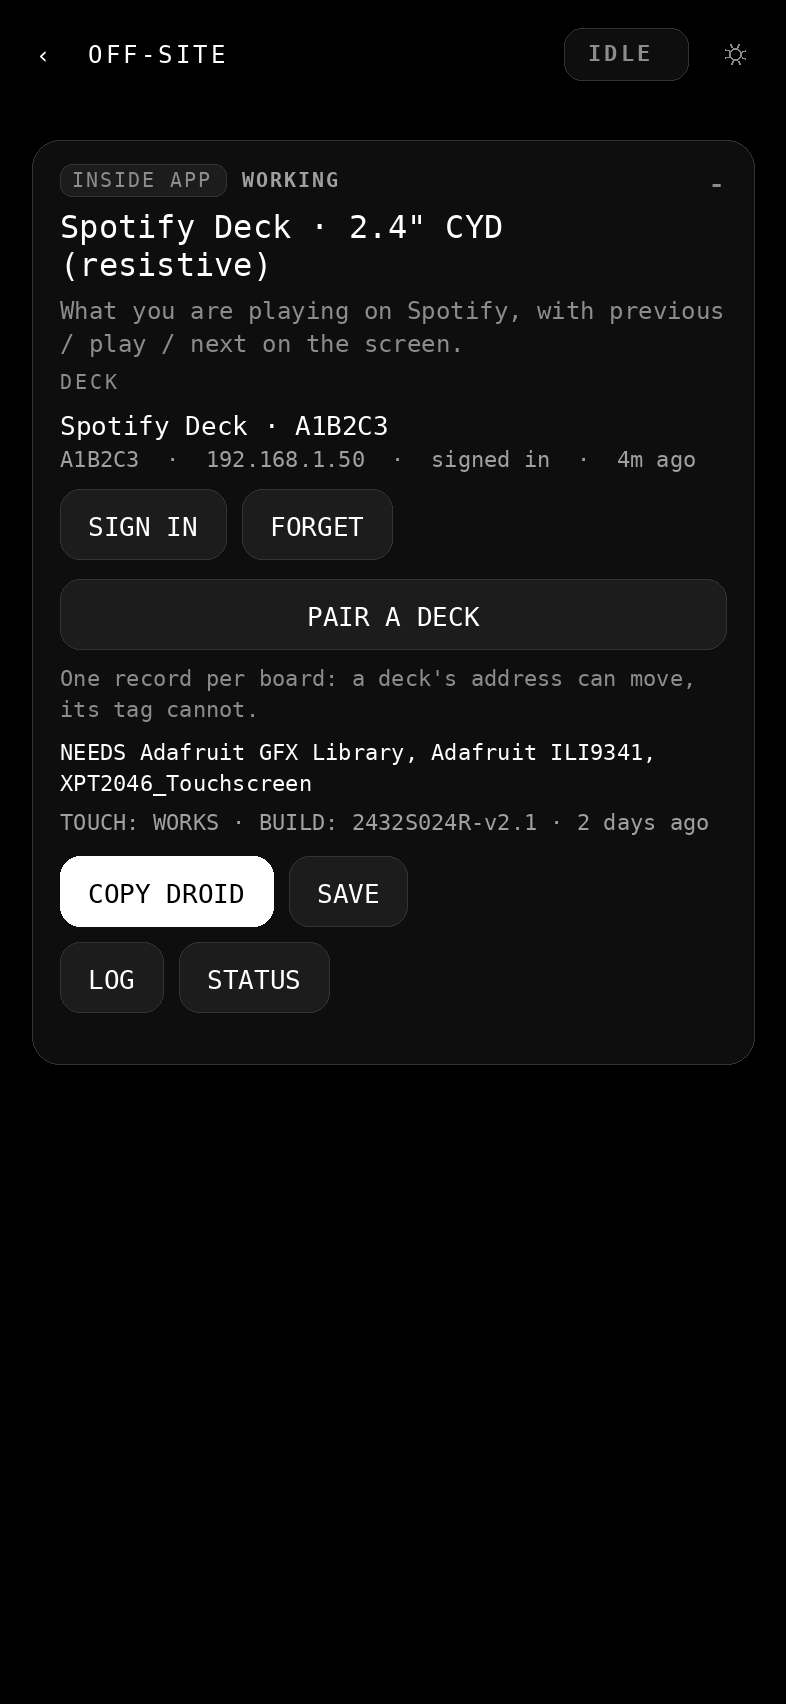 ‹ OFF-SITE IDLE
INSIDE APP WORKING -
Spotify Deck · 2.4" CYD
(resistive)
What you are playing on Spotify, with previous
/ play / next on the screen.
DECK
Spotify Deck · A1B2C3
A1B2C3 · 192.168.1.50 · signed in · 4m ago
SIGN IN FORGET
PAIR A DECK
One record per board: a deck's address can move,
its tag cannot.
NEEDS Adafruit GFX Library, Adafruit ILI9341,
XPT2046_Touchscreen
TOUCH: WORKS · BUILD: 2432S024R-v2.1 · 2 days ago
COPY DROID SAVE
LOG STATUS